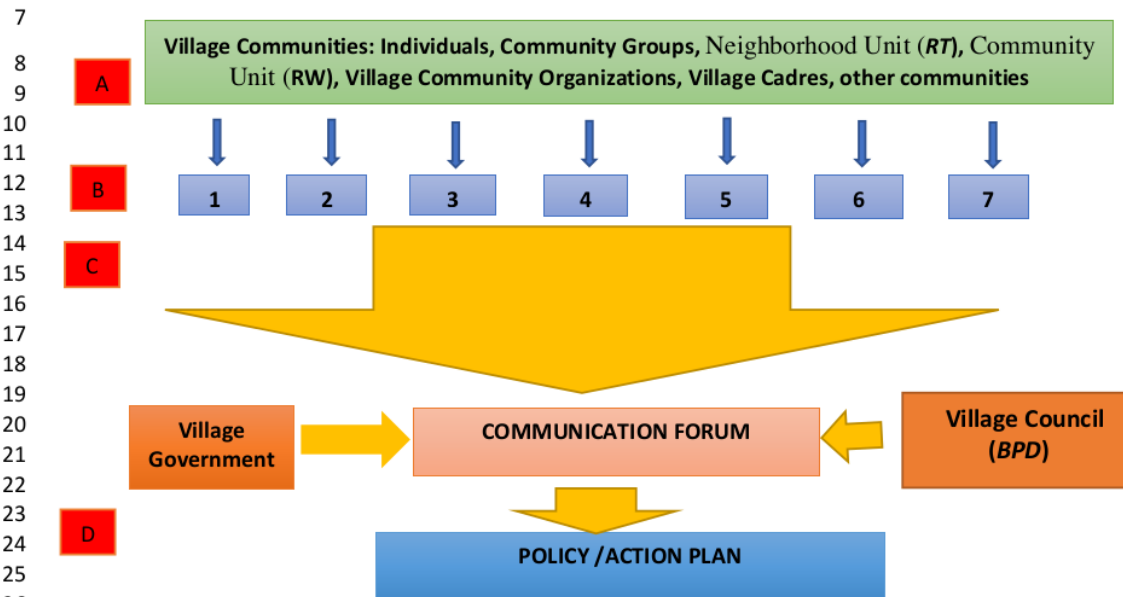 7
Village Communities: Individuals, Community Groups, Neighborhood Unit (RT), Community
8
Unit (RW), Village Community Organizations, Village Cadres, other communities
A
9
10
11
12
B
1 2 3 4 5 6 7
13
14
C
15
16
17
18
19
20
Village
Government
COMMUNICATION FORUM
Village Council
(BPD)
21
22
23
D
24
POLICY /ACTION PLAN
25